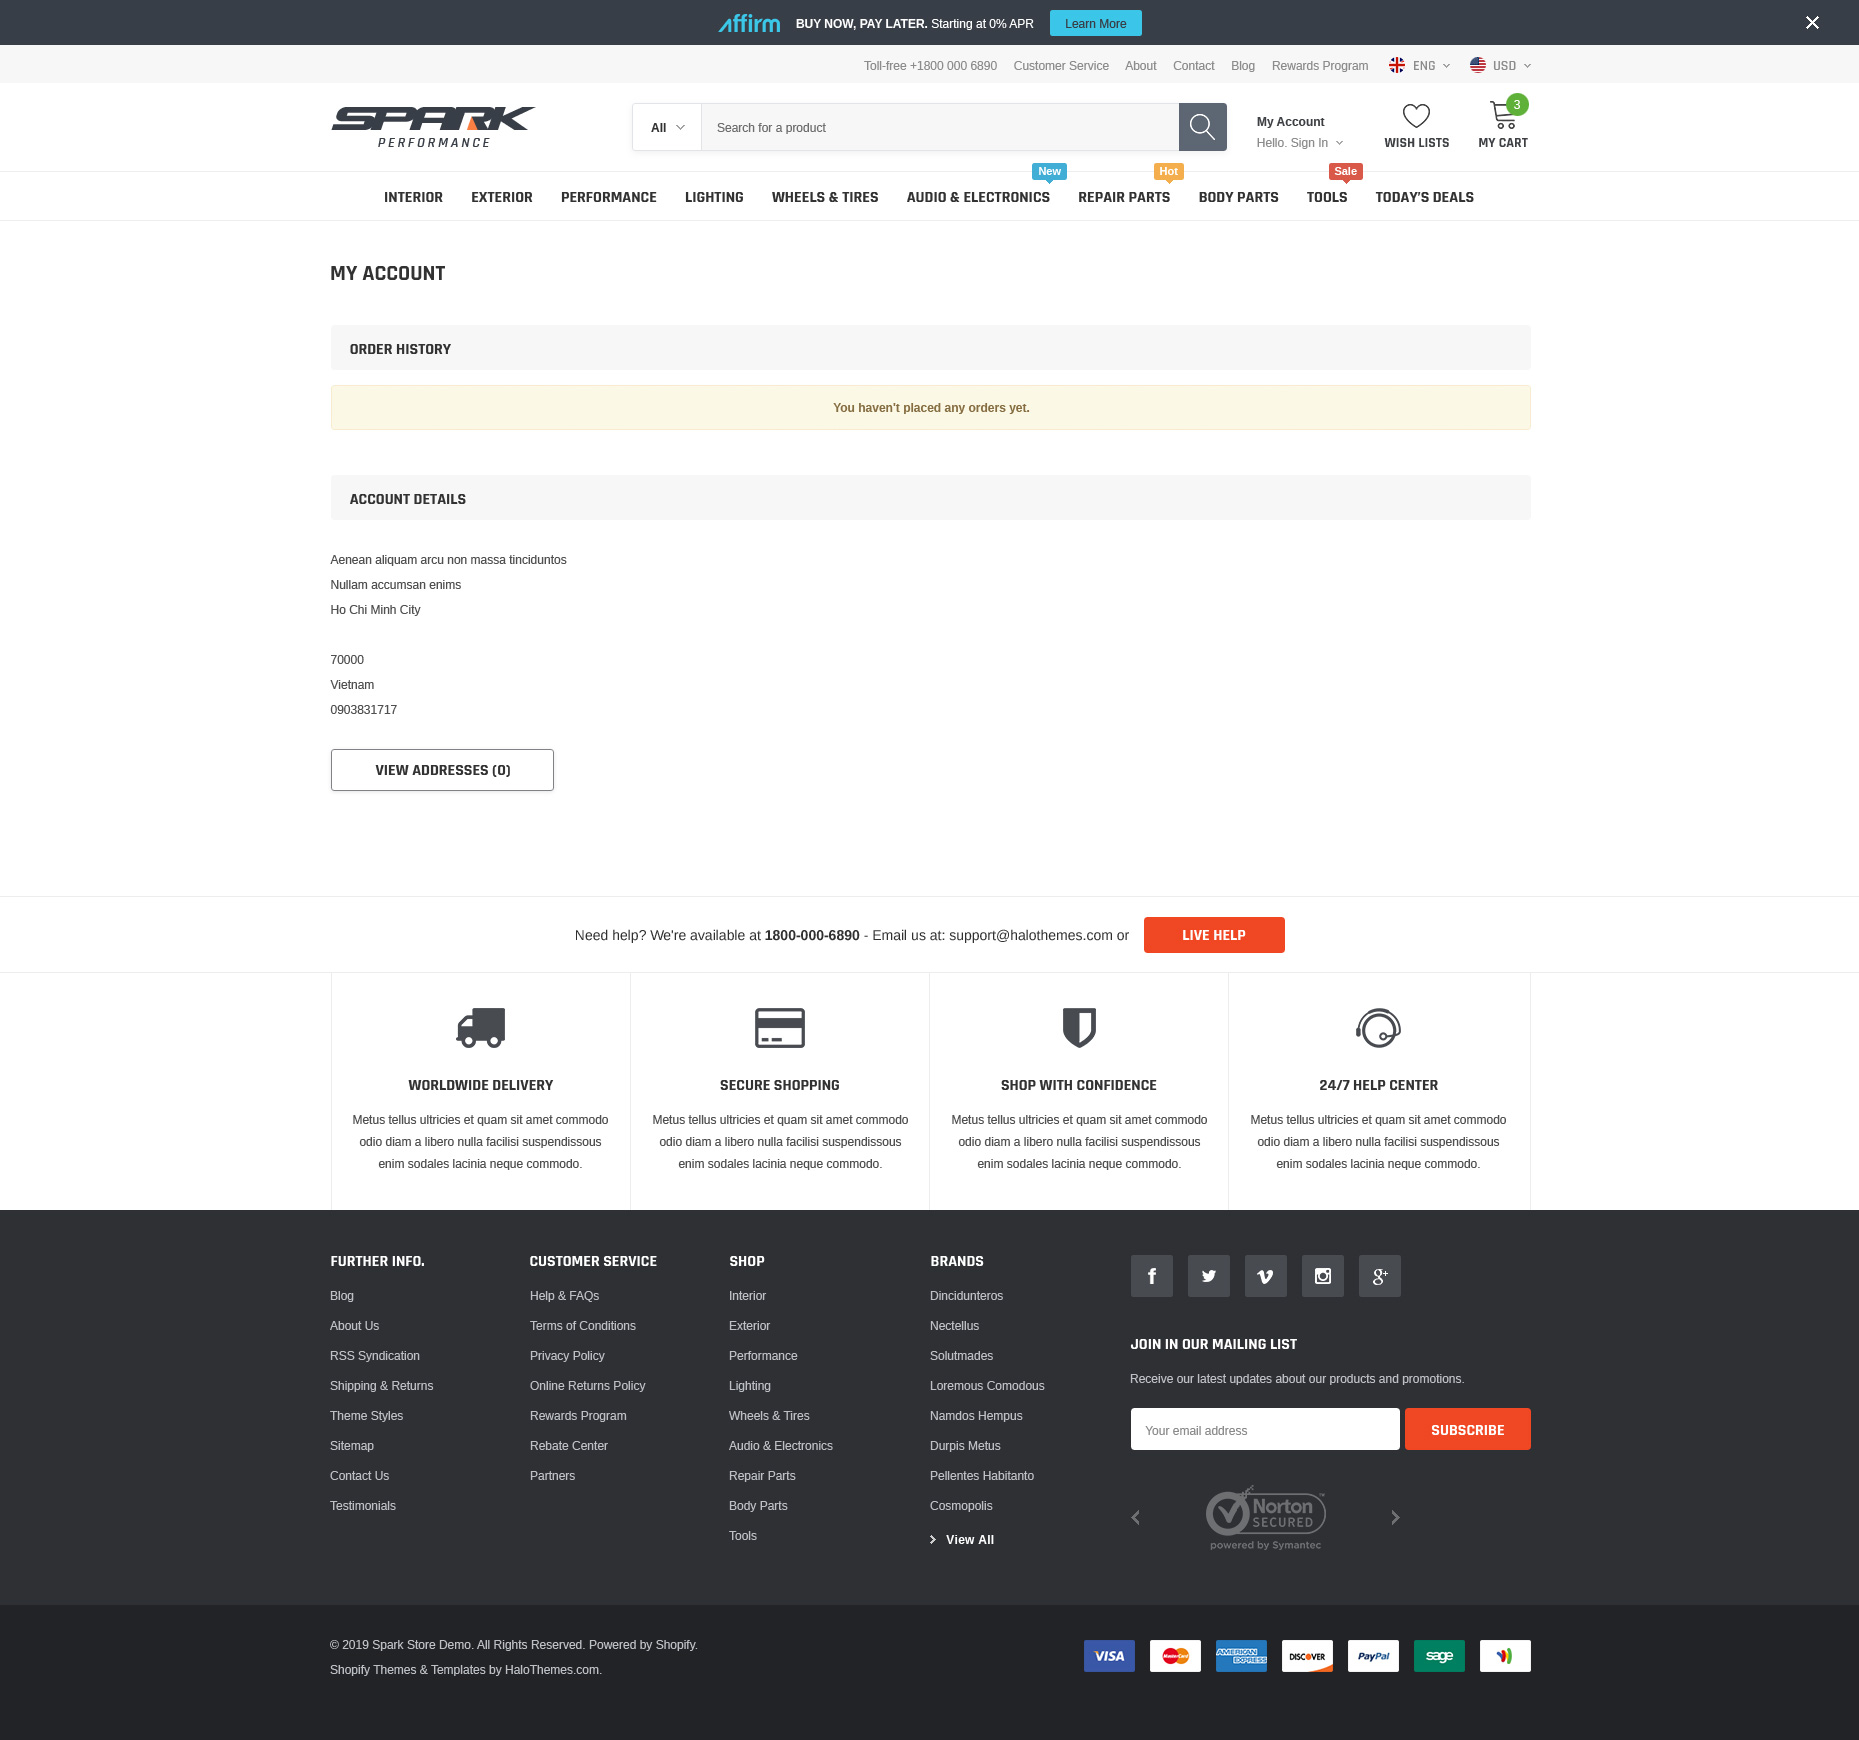 affirm BUY NOW, PAY LATER. Starting at 0% APR Learn More
Toll-free +1800 000 6890 Customer Service About Contact Blog Rewards Program ENG USD
SPARK
PERFORMANCE
All Search for a product
My Account
Hello. Sign In
WISH LISTS
3
MY CART
New Hot Sale
INTERIOR EXTERIOR PERFORMANCE LIGHTING WHEELS & TIRES AUDIO & ELECTRONICS REPAIR PARTS BODY PARTS TOOLS TODAY'S DEALS
MY ACCOUNT
ORDER HISTORY
You haven't placed any orders yet.
ACCOUNT DETAILS
Aenean aliquam arcu non massa tinciduntos
Nullam accumsan enims
Ho Chi Minh City
70000
Vietnam
0903831717
VIEW ADDRESSES (0)
Need help? We're available at 1800-000-6890 - Email us at: support@halothemes.com or LIVE HELP
WORLDWIDE DELIVERY
Metus tellus ultricies et quam sit amet commodo
odio diam a libero nulla facilisi suspendissous
enim sodales lacinia neque commodo.
SECURE SHOPPING
Metus tellus ultricies et quam sit amet commodo
odio diam a libero nulla facilisi suspendissous
enim sodales lacinia neque commodo.
SHOP WITH CONFIDENCE
Metus tellus ultricies et quam sit amet commodo
odio diam a libero nulla facilisi suspendissous
enim sodales lacinia neque commodo.
24/7 HELP CENTER
Metus tellus ultricies et quam sit amet commodo
odio diam a libero nulla facilisi suspendissous
enim sodales lacinia neque commodo.
FURTHER INFO.
Blog
About Us
RSS Syndication
Shipping & Returns
Theme Styles
Sitemap
Contact Us
Testimonials
CUSTOMER SERVICE
Help & FAQs
Terms of Conditions
Privacy Policy
Online Returns Policy
Rewards Program
Rebate Center
Partners
SHOP
Interior
Exterior
Performance
Lighting
Wheels & Tires
Audio & Electronics
Repair Parts
Body Parts
Tools
BRANDS
Dincidunteros
Nectellus
Solutmades
Loremous Comodous
Namdos Hempus
Durpis Metus
Pellentes Habitanto
Cosmopolis
View All
JOIN IN OUR MAILING LIST
Receive our latest updates about our products and promotions.
Your email address SUBSCRIBE
Norton
SECURED
powered by Symantec
© 2019 Spark Store Demo. All Rights Reserved. Powered by Shopify.
Shopify Themes & Templates by HaloThemes.com.
VISA MasterCard AMERICAN EXPRESS DISCOVER PayPal sage